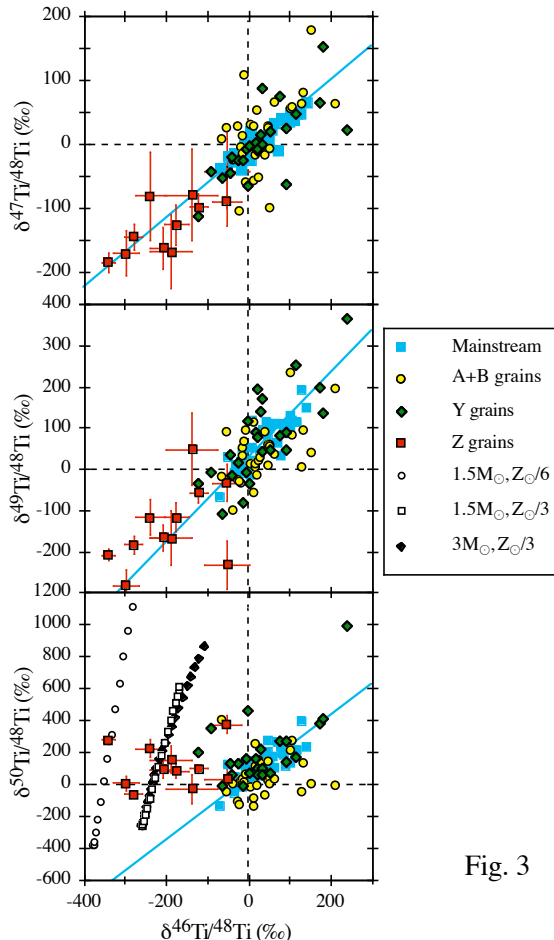 200
100
0
-100
-200
400
δ⁴⁷Ti/⁴⁸Ti (‰)
300
200
100
0
-100
-200
1200
δ⁴⁹Ti/⁴⁸Ti (‰)
1000
800
600
400
200
0
-200
-400
-600
δ⁵⁰Ti/⁴⁸Ti (‰)
-400 -200 0 200
δ⁴⁶Ti/⁴⁸Ti (‰)
Mainstream
A+B grains
Y grains
Z grains
1.5M☉,Z☉/6
1.5M☉,Z☉/3
3M☉,Z☉/3
Fig. 3